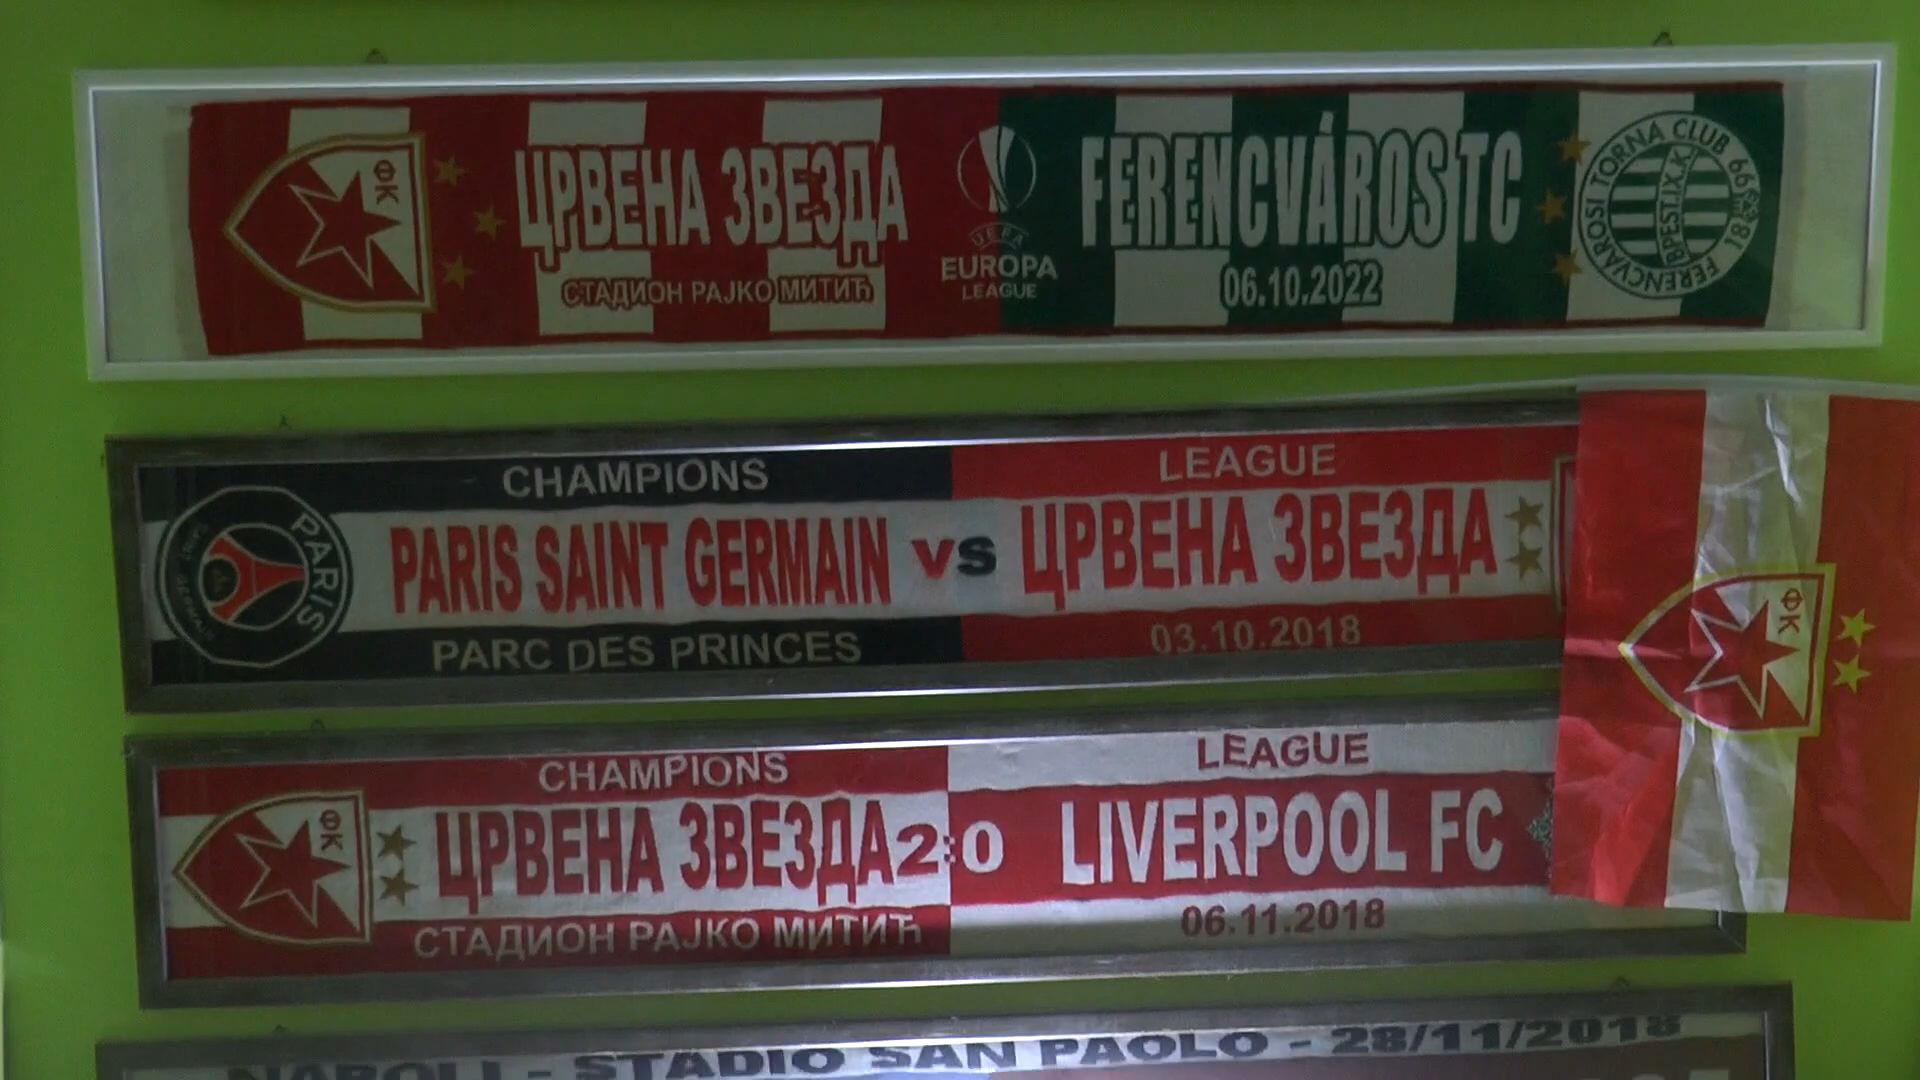 ФК
ЦРВЕНА ЗВЕЗДА
СТАДИОН РАЈКО МИТИЋ
UEFA
EUROPA
LEAGUE
FERENCVÁROS TC
06.10.2022
FERENCVÁROSI TORNA CLUB
BPEST.IX.K.
1899
CHAMPIONS LEAGUE
PARIS
PARIS SAINT GERMAIN vs ЦРВЕНА ЗВЕЗДА
PARC DES PRINCES 03.10.2018
ФК
CHAMPIONS LEAGUE
ФК
ЦРВЕНА ЗВЕЗДА 2:0 LIVERPOOL FC
СТАДИОН РАЈКО МИТИЋ 06.11.2018
NAPOLI - STADIO SAN PAOLO - 28/11/2018